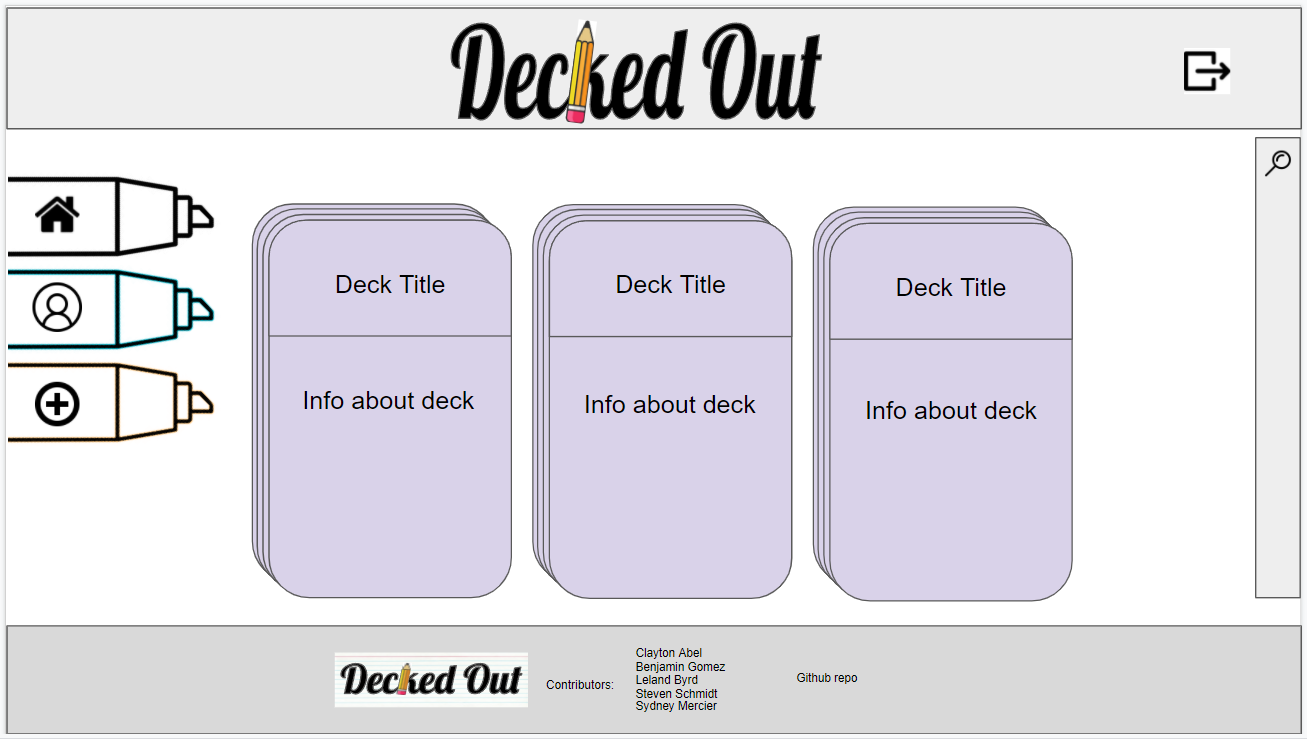 Decked Out
Deck Title
Info about deck
Deck Title
Info about deck
Deck Title
Info about deck
Decked Out
Contributors:
Clayton Abel
Benjamin Gomez
Leland Byrd
Steven Schmidt
Sydney Mercier
Github repo